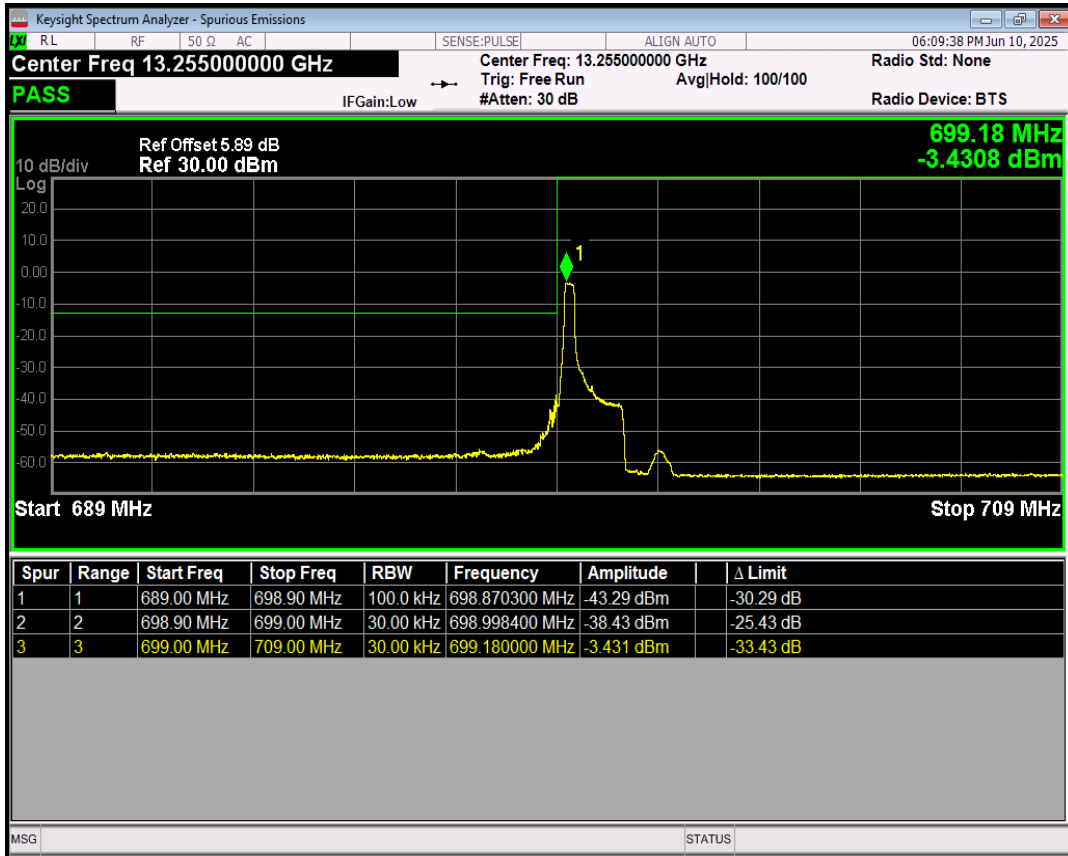 Keysight Spectrum Analyzer - Spurious Emissions
LXI RL RF 50 Ω AC SENSE:PULSE ALIGN AUTO 06:09:38 PM Jun 10, 2025
Center Freq 13.255000000 GHz Center Freq: 13.255000000 GHz Radio Std: None
Trig: Free Run Avg|Hold: 100/100
PASS IFGain:Low #Atten: 30 dB Radio Device: BTS
699.18 MHz
-3.4308 dBm
Ref Offset 5.89 dB
10 dB/div Ref 30.00 dBm
Log
20.0
10.0
1
0.00
-10.0
-20.0
-30.0
-40.0
-50.0
-60.0
Start 689 MHz Stop 709 MHz
Spur Range Start Freq Stop Freq RBW Frequency Amplitude Δ Limit
1 1 689.00 MHz 698.90 MHz 100.0 kHz 698.870300 MHz -43.29 dBm -30.29 dB
2 2 698.90 MHz 699.00 MHz 30.00 kHz 698.998400 MHz -38.43 dBm -25.43 dB
3 3 699.00 MHz 709.00 MHz 30.00 kHz 699.180000 MHz -3.431 dBm -33.43 dB
MSG STATUS